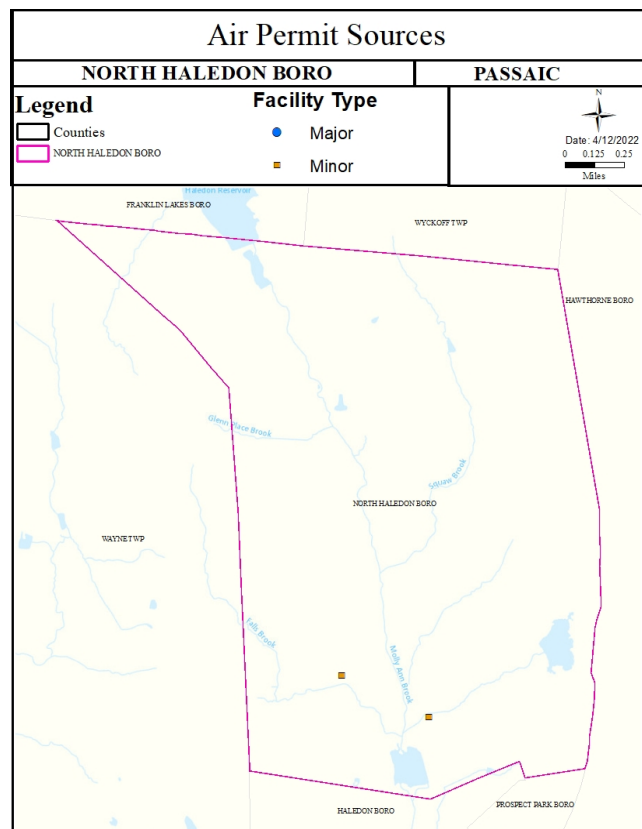 Air Permit Sources
NORTH HALEDON BORO
PASSAIC
Legend
Counties
NORTH HALEDON BORO
Facility Type
Major
Minor
N
Date: 4/12/2022
0 0.125 0.25
Miles
Haledon Reservoir
FRANKLIN LAKES BORO
WYCKOFF TWP
HAWTHORNE BORO
Glenn Place Brook
Squaw Brook
NORTH HALEDON BORO
WAYNE TWP
Falls Brook
Molly Ann Brook
PROSPECT PARK BORO
HALEDON BORO